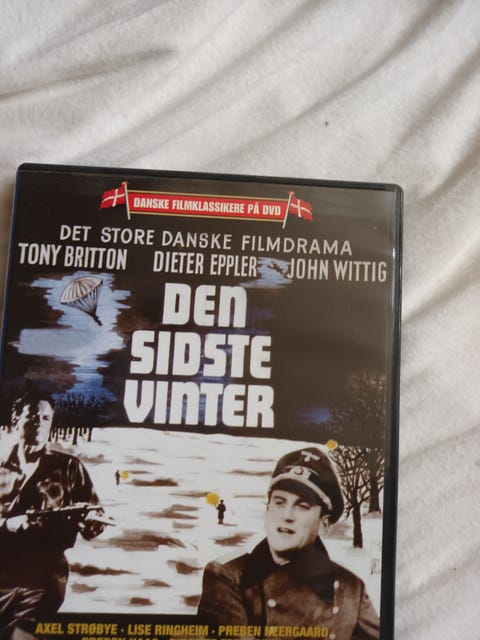 DANSKE FILMKLASSIKERE PÅ DVD
DET STORE DANSKE FILMDRAMA
TONY BRITTON DIETER EPPLER JOHN WITTIG
DEN
SIDSTE
VINTER
AXEL STRØBYE · LISE RINGHEIM · PREBEN NEERGAARD